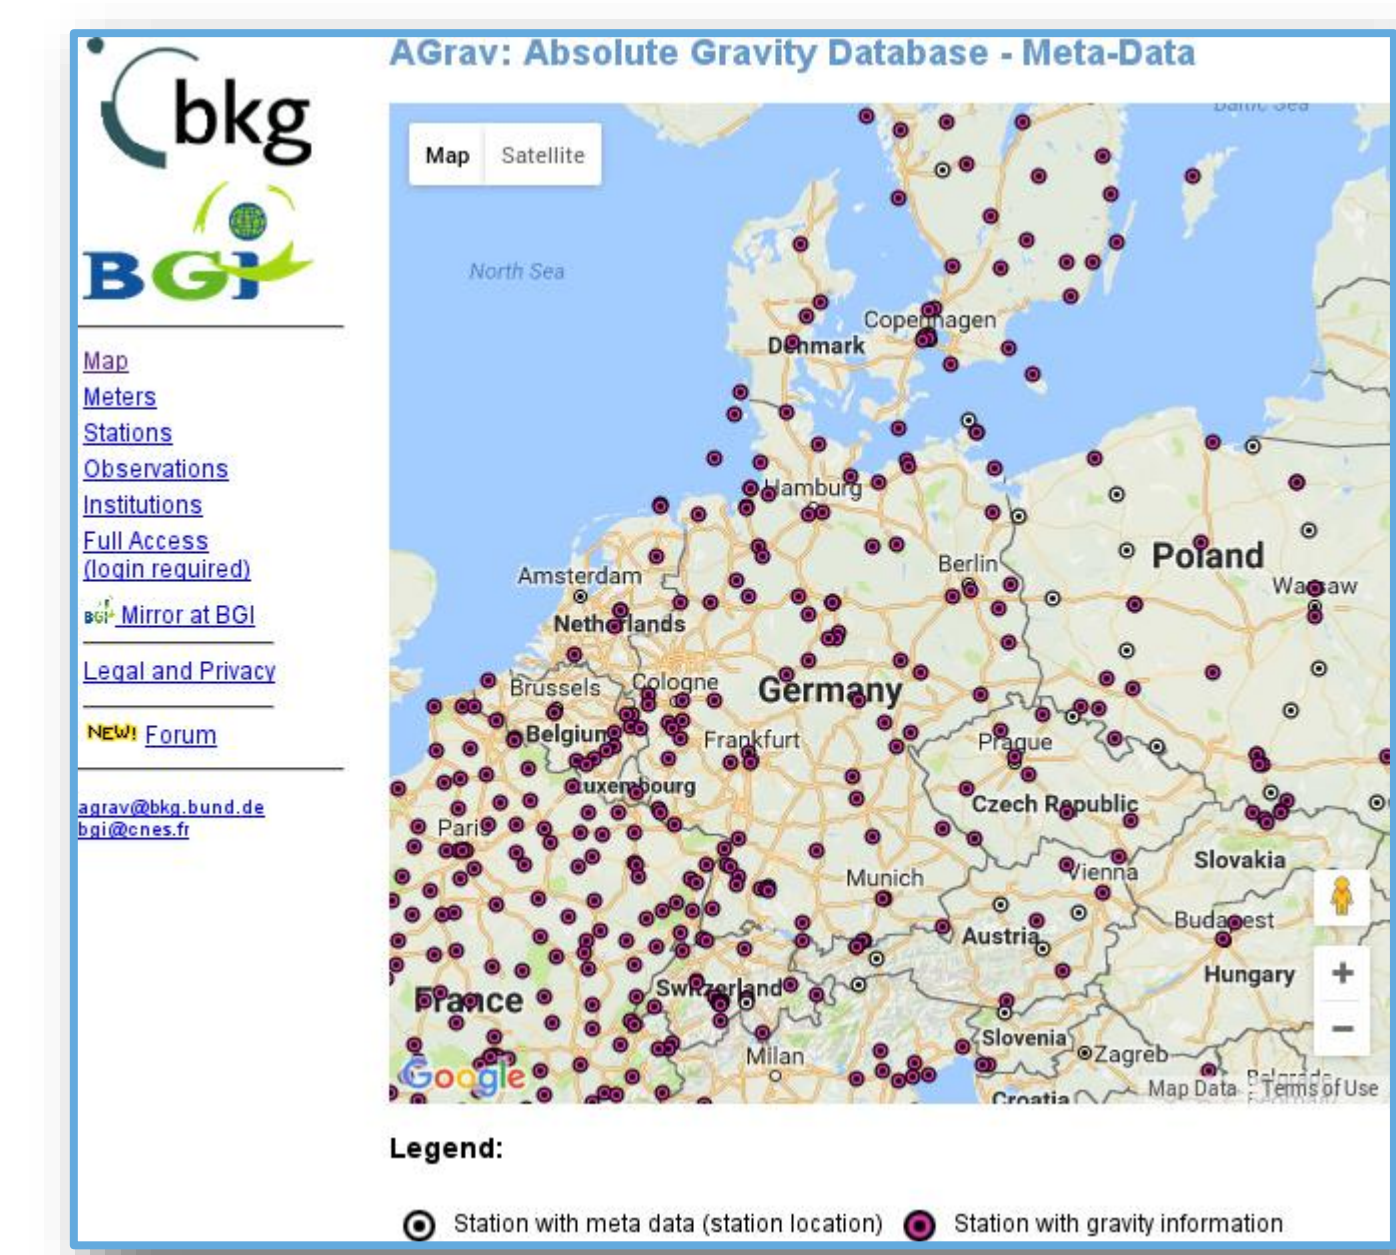 AGrav: Absolute Gravity Database - Meta-Data
bkg
BGi
Map
Meters
Stations
Observations
Institutions
Full Access
(login required)
BGi Mirror at BGI
Legal and Privacy
NEW! Forum
agrav@bkg.bund.de
bgi@cnes.fr
Map Satellite
Baltic Sea
North Sea
Copenhagen
Denmark
Hamburg
Berlin
Poland
Warsaw
Amsterdam
Netherlands
Brussels
Cologne
Germany
Belgium
Frankfurt
Prague
Luxembourg
Czech Republic
Paris
Slovakia
Munich
Vienna
Budapest
Austria
Hungary
Switzerland
France
Slovenia
Zagreb
Milan
Google
Croatia
Map Data
Terms of Use
Legend:
Station with meta data (station location) Station with gravity information